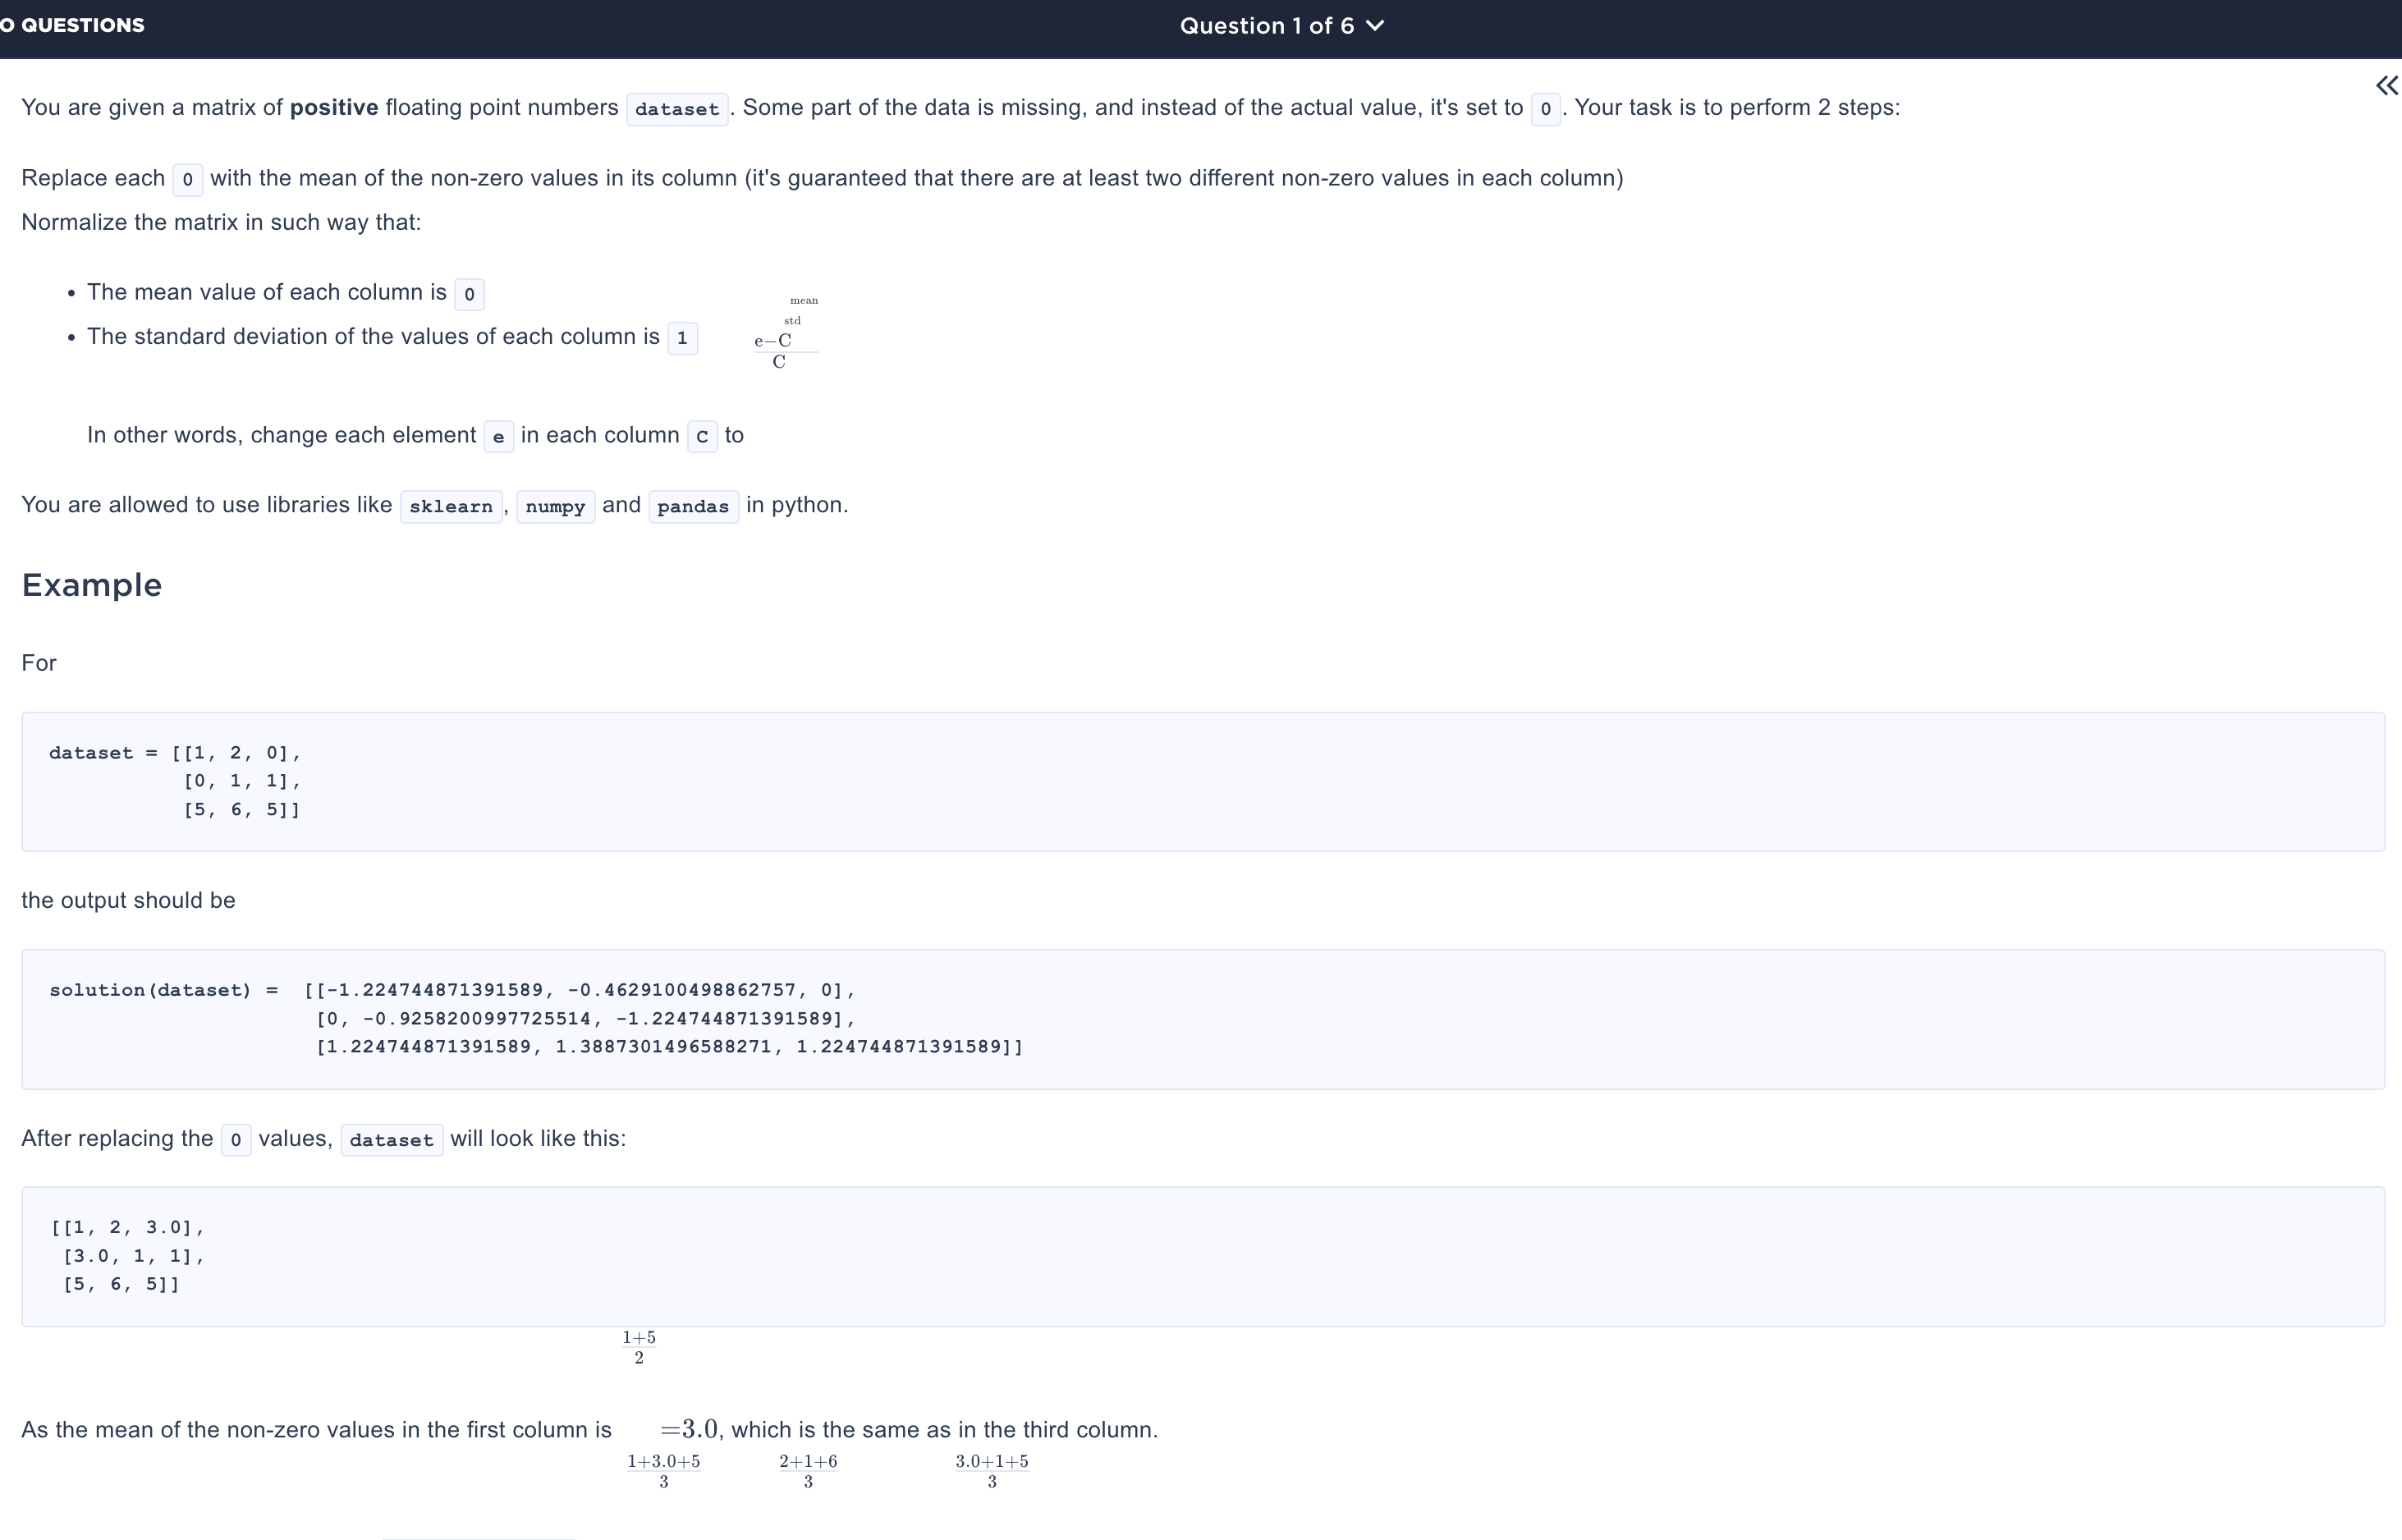 O QUESTIONS
Question 1 of 6
You are given a matrix of positive floating point numbers dataset. Some part of the data is missing, and instead of the actual value, it's set to 0. Your task is to perform 2 steps:
Replace each 0 with the mean of the non-zero values in its column (it's guaranteed that there are at least two different non-zero values in each column)
Normalize the matrix in such way that:
• The mean value of each column is 0
mean
std
• The standard deviation of the values of each column is 1
e−C
C
In other words, change each element e in each column C to
You are allowed to use libraries like sklearn, numpy and pandas in python.
Example
For
dataset = [[1, 2, 0],
[0, 1, 1],
[5, 6, 5]]
the output should be
solution(dataset) = [[-1.224744871391589, -0.4629100498862757, 0],
[0, -0.9258200997725514, -1.224744871391589],
[1.224744871391589, 1.3887301496588271, 1.224744871391589]]
After replacing the 0 values, dataset will look like this:
[[1, 2, 3.0],
[3.0, 1, 1],
[5, 6, 5]]
1+5
2
As the mean of the non-zero values in the first column is =3.0, which is the same as in the third column.
1+3.0+5 2+1+6 3.0+1+5
3 3 3